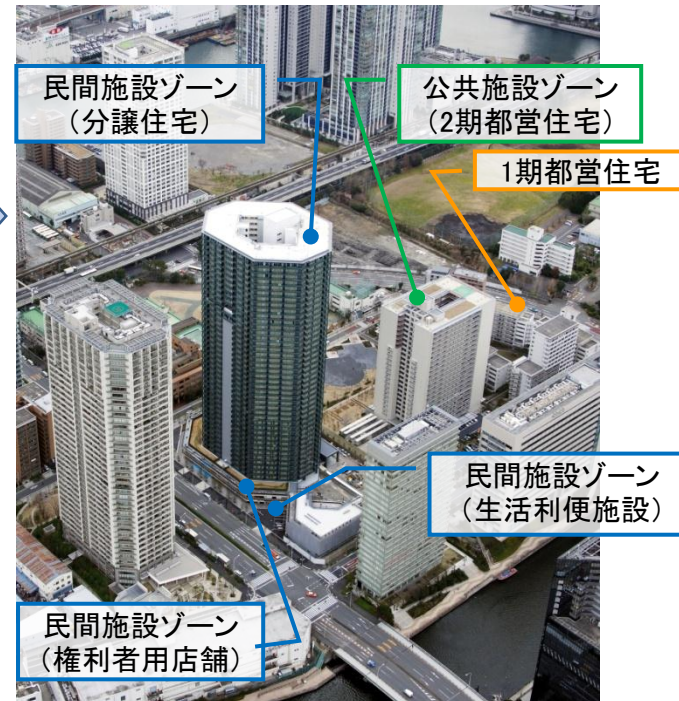 民間施設ゾーン
(分譲住宅)
公共施設ゾーン
(2期都営住宅)
1期都営住宅
民間施設ゾーン
(生活利便施設)
民間施設ゾーン
(権利者用店舗)